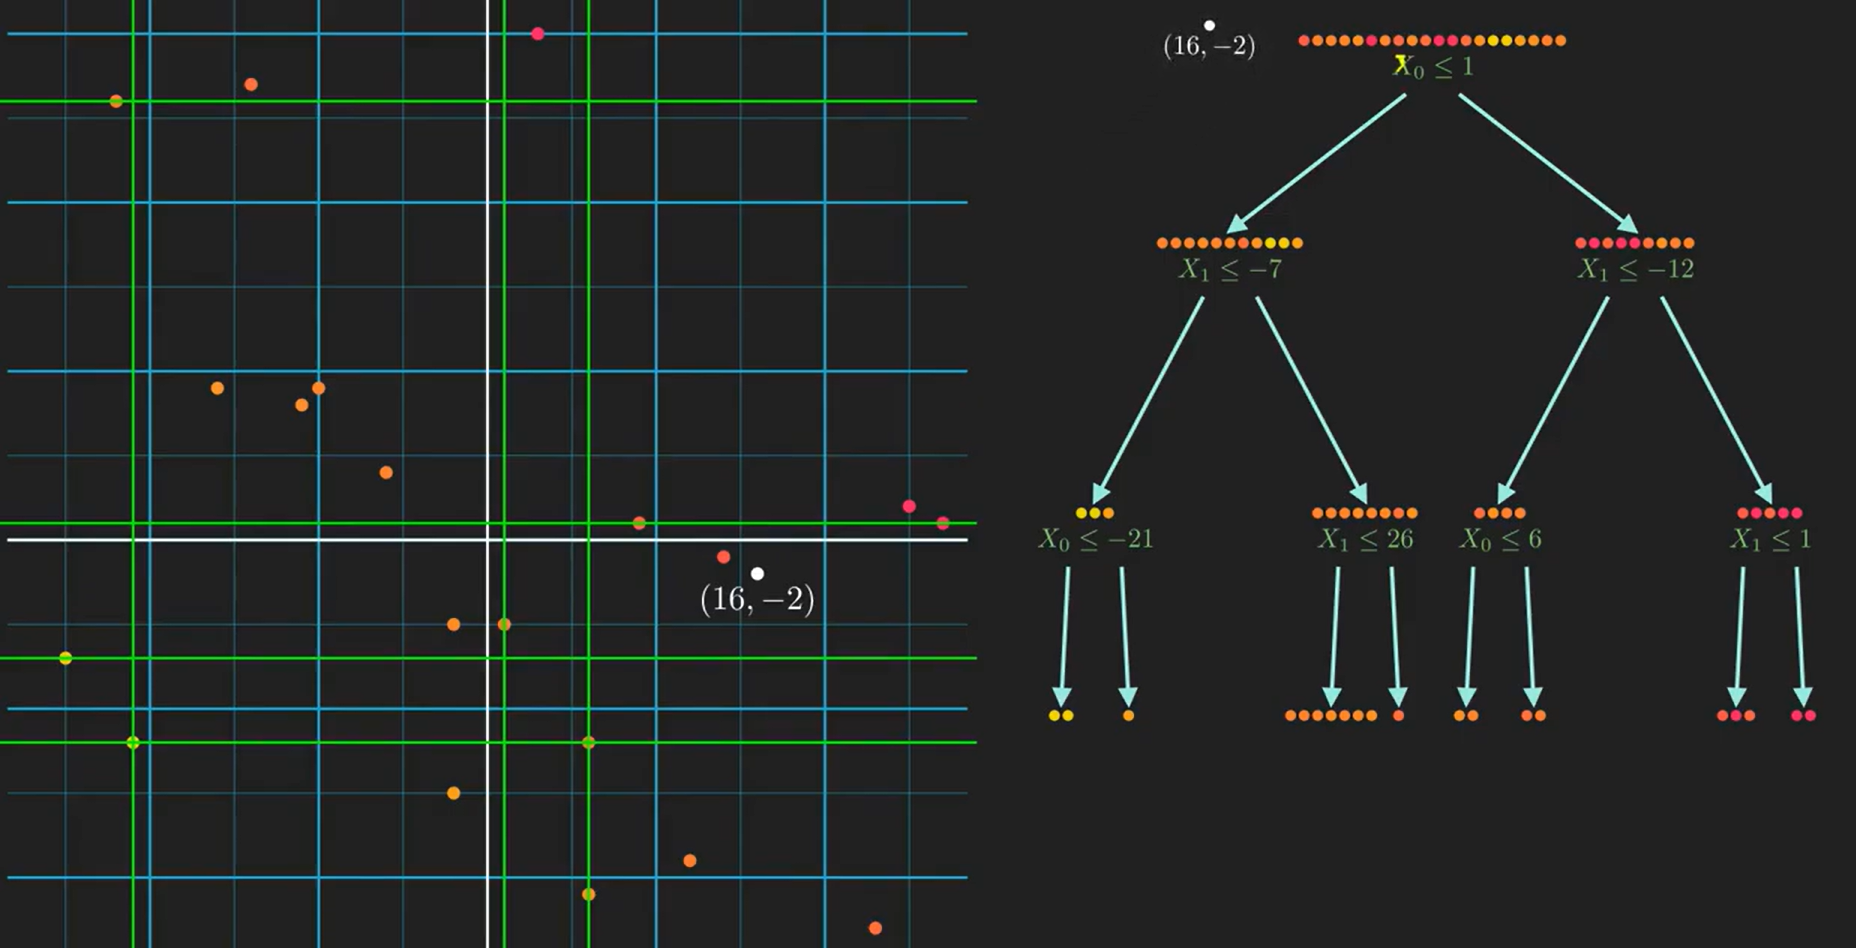 (16, −2)
X₀ ≤ 1
X₁ ≤ −7
X₁ ≤ −12
X₀ ≤ −21
X₁ ≤ 26
X₀ ≤ 6
X₁ ≤ 1
(16, −2)